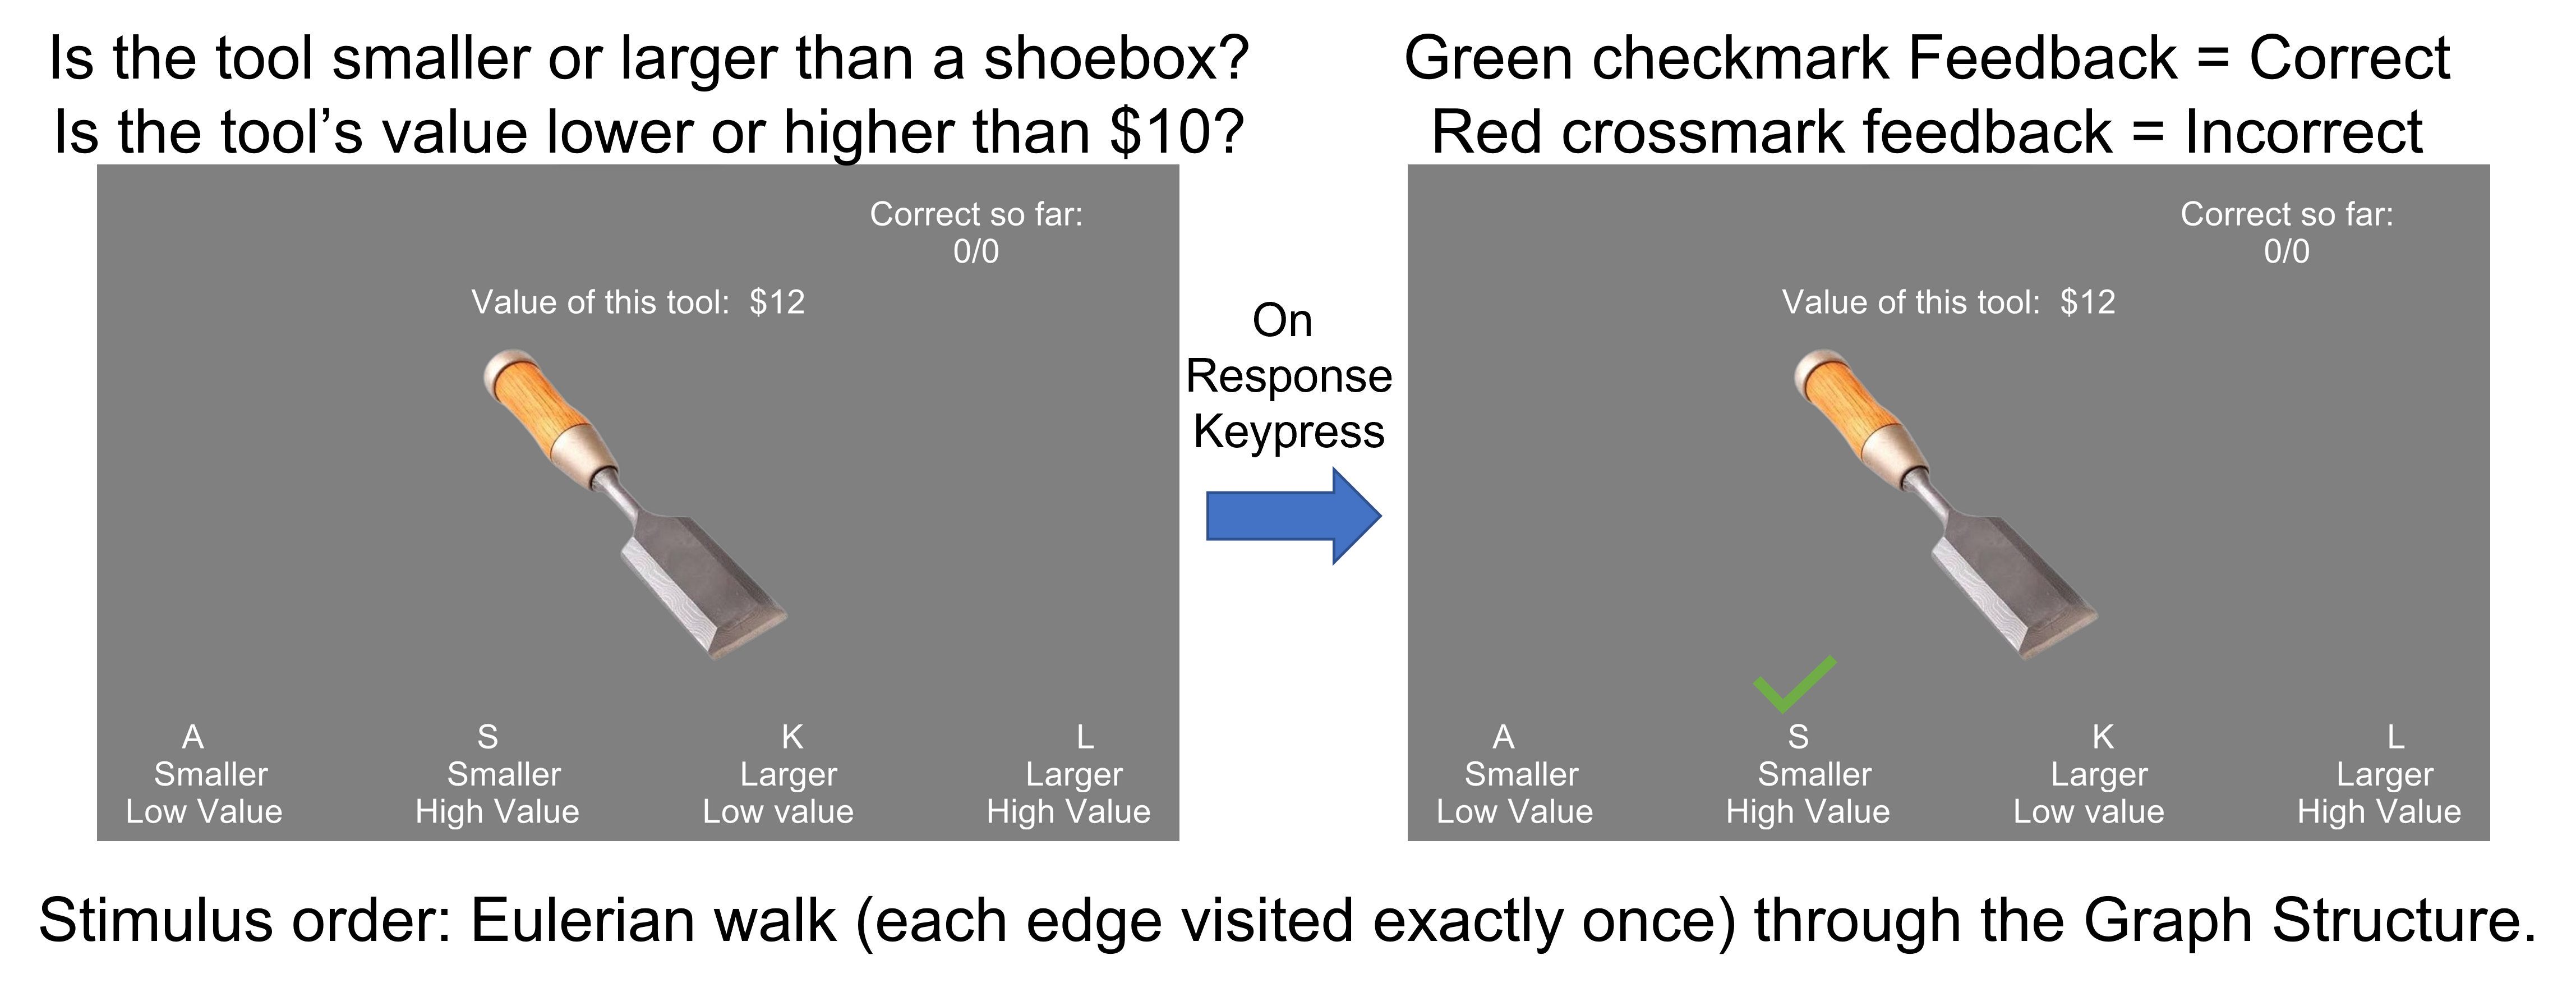 Is the tool smaller or larger than a shoebox?
Is the tool’s value lower or higher than $10?
Green checkmark Feedback = Correct
Red crossmark feedback = Incorrect
Correct so far:
0/0
Value of this tool:  $12
A
Smaller
Low Value
S
Smaller
High Value
K
Larger
Low value
L
Larger
High Value
On
Response
Keypress
Correct so far:
0/0
Value of this tool:  $12
A
Smaller
Low Value
S
Smaller
High Value
K
Larger
Low value
L
Larger
High Value
Stimulus order: Eulerian walk (each edge visited exactly once) through the Graph Structure.